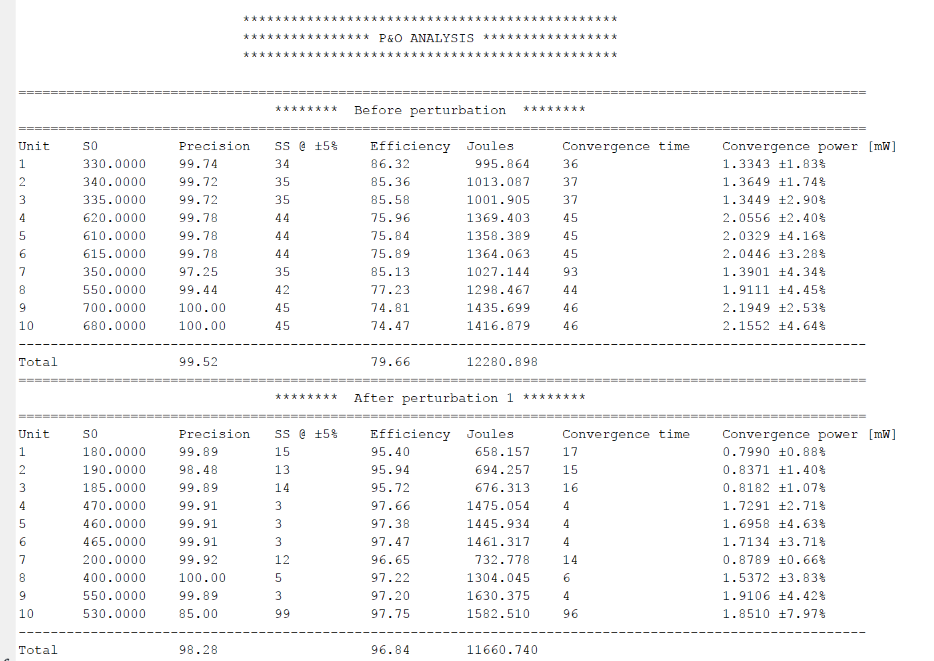 ***********************************************
**************** P&O ANALYSIS *****************
***********************************************
==========================================================================================================
******** Before perturbation ********
==========================================================================================================
Unit S0 Precision SS @ ±5% Efficiency Joules Convergence time Convergence power [mW]
1 330.0000 99.74 34 86.32 995.864 36 1.3343 ±1.83%
2 340.0000 99.72 35 85.36 1013.087 37 1.3649 ±1.74%
3 335.0000 99.72 35 85.58 1001.905 37 1.3449 ±2.90%
4 620.0000 99.78 44 75.96 1369.403 45 2.0556 ±2.40%
5 610.0000 99.78 44 75.84 1358.389 45 2.0329 ±4.16%
6 615.0000 99.78 44 75.89 1364.063 45 2.0446 ±3.28%
7 350.0000 97.25 35 85.13 1027.144 93 1.3901 ±4.34%
8 550.0000 99.44 42 77.23 1298.467 44 1.9111 ±4.45%
9 700.0000 100.00 45 74.81 1435.699 46 2.1949 ±2.53%
10 680.0000 100.00 45 74.47 1416.879 46 2.1552 ±4.64%
----------------------------------------------------------------------------------------------------------
Total 99.52 79.66 12280.898
==========================================================================================================
******** After perturbation 1 ********
==========================================================================================================
Unit S0 Precision SS @ ±5% Efficiency Joules Convergence time Convergence power [mW]
1 180.0000 99.89 15 95.40 658.157 17 0.7990 ±0.88%
2 190.0000 98.48 13 95.94 694.257 15 0.8371 ±1.40%
3 185.0000 99.89 14 95.72 676.313 16 0.8182 ±1.07%
4 470.0000 99.91 3 97.66 1475.054 4 1.7291 ±2.71%
5 460.0000 99.91 3 97.38 1445.934 4 1.6958 ±4.63%
6 465.0000 99.91 3 97.47 1461.317 4 1.7134 ±3.71%
7 200.0000 99.92 12 96.65 732.778 14 0.8789 ±0.66%
8 400.0000 100.00 5 97.22 1304.045 6 1.5372 ±3.83%
9 550.0000 99.89 3 97.20 1630.375 4 1.9106 ±4.42%
10 530.0000 85.00 99 97.75 1582.510 96 1.8510 ±7.97%
----------------------------------------------------------------------------------------------------------
Total 98.28 96.84 11660.740